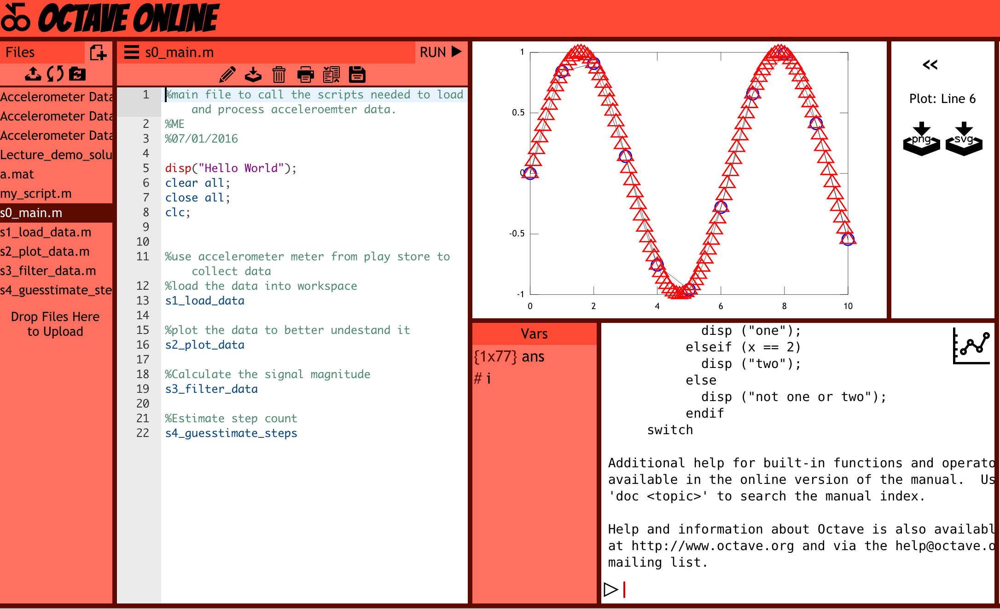 OCTAVE ONLINE
Files
Accelerometer Data
Accelerometer Data
Accelerometer Data
Lecture_demo_solu
a.mat
my_script.m
s0_main.m
s1_load_data.m
s2_plot_data.m
s3_filter_data.m
s4_guesstimate_ste
Drop Files Here
to Upload
s0_main.m
RUN
1 %main file to call the scripts needed to load
and process acceleroemter data.
2 %ME
3 %07/01/2016
4
5 disp("Hello World");
6 clear all;
7 close all;
8 clc;
9
10
11 %use accelerometer meter from play store to
collect data
12 %load the data into workspace
13 s1_load_data
14
15 %plot the data to better undestand it
16 s2_plot_data
17
18 %Calculate the signal magnitude
19 s3_filter_data
20
21 %Estimate step count
22 s4_guesstimate_steps
1
0.5
0
-0.5
-1
0 2 4 6 8 10
«
Plot: Line 6
png svg
Vars
{1x77} ans
# i
disp ("one");
elseif (x == 2)
disp ("two");
else
disp ("not one or two");
endif
switch
Additional help for built-in functions and operato
available in the online version of the manual.  Us
'doc <topic>' to search the manual index.
Help and information about Octave is also availabl
at http://www.octave.org and via the help@octave.o
mailing list.